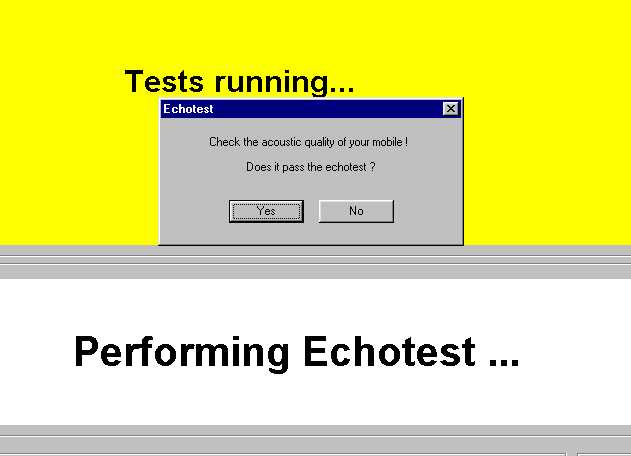 Tests running...
Echotest
Check the acoustic quality of your mobile !
Does it pass the echotest ?
Yes No
Performing Echotest ...